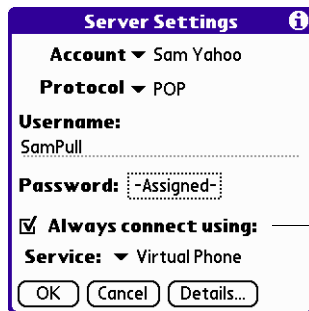 Server Settings
Account Sam Yahoo
Protocol POP
Username:
SamPull
Password: -Assigned-
Always connect using:
Service: Virtual Phone
OK Cancel Details...